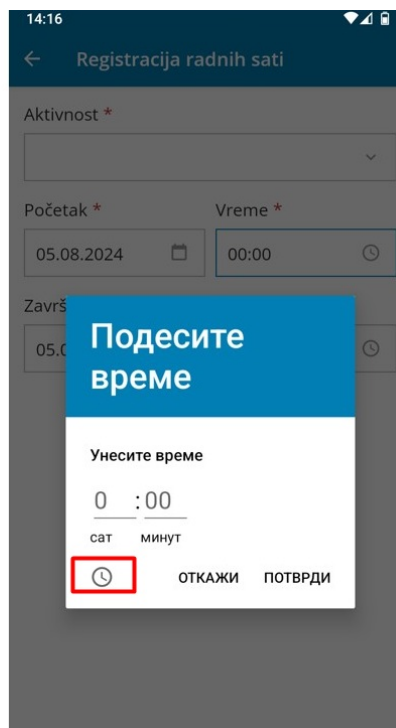 14:16
Registracija radnih sati
Aktivnost *
Početak * Vreme *
05.08.2024 00:00
Završ
05.0
Подесите
време
Унесите време
0 :00
сат минут
ОТКАЖИ ПОТВРДИ